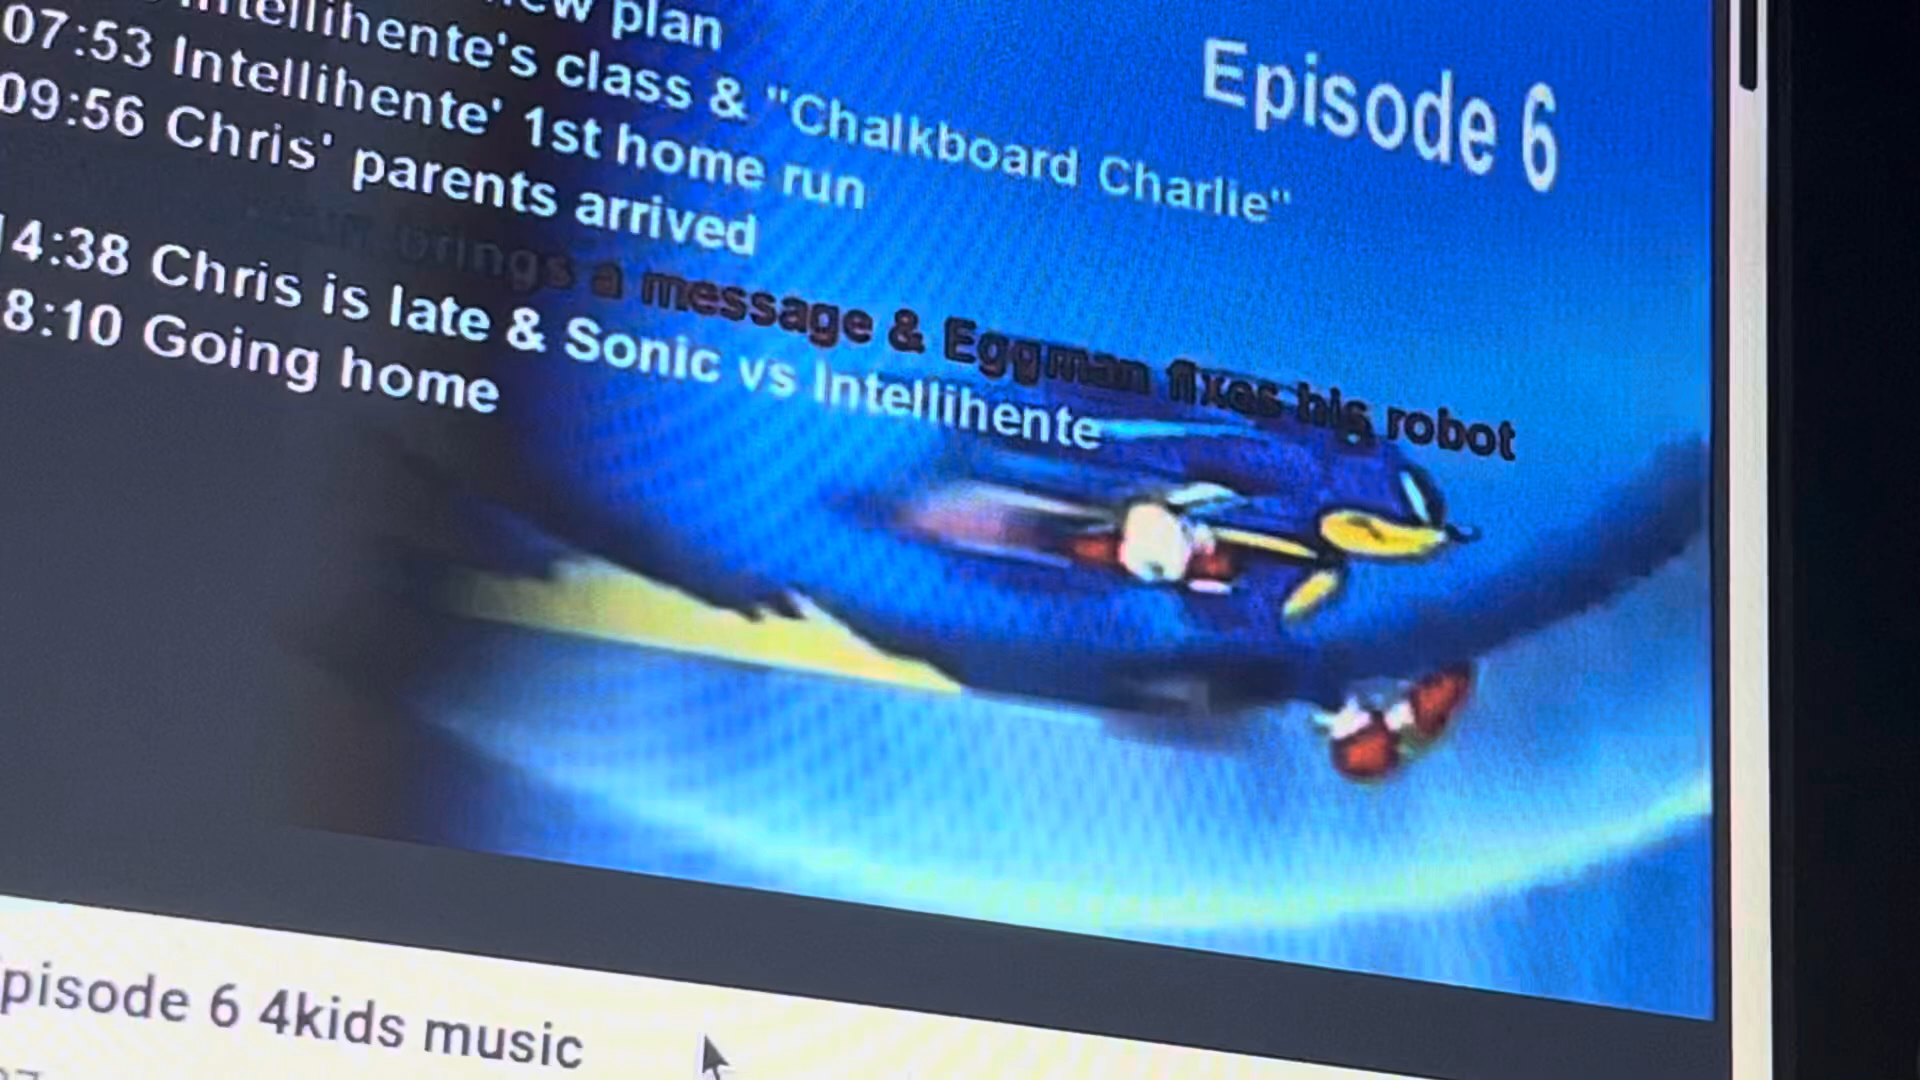 plan
Intellihente's class & "Chalkboard Charlie"
07:53 Intellihente' 1st home run
09:56 Chris' parents arrived
brings a message & Eggman fixes his robot
14:38 Chris is late & Sonic vs Intellihente
8:10 Going home
Episode 6
pisode 6 4kids music